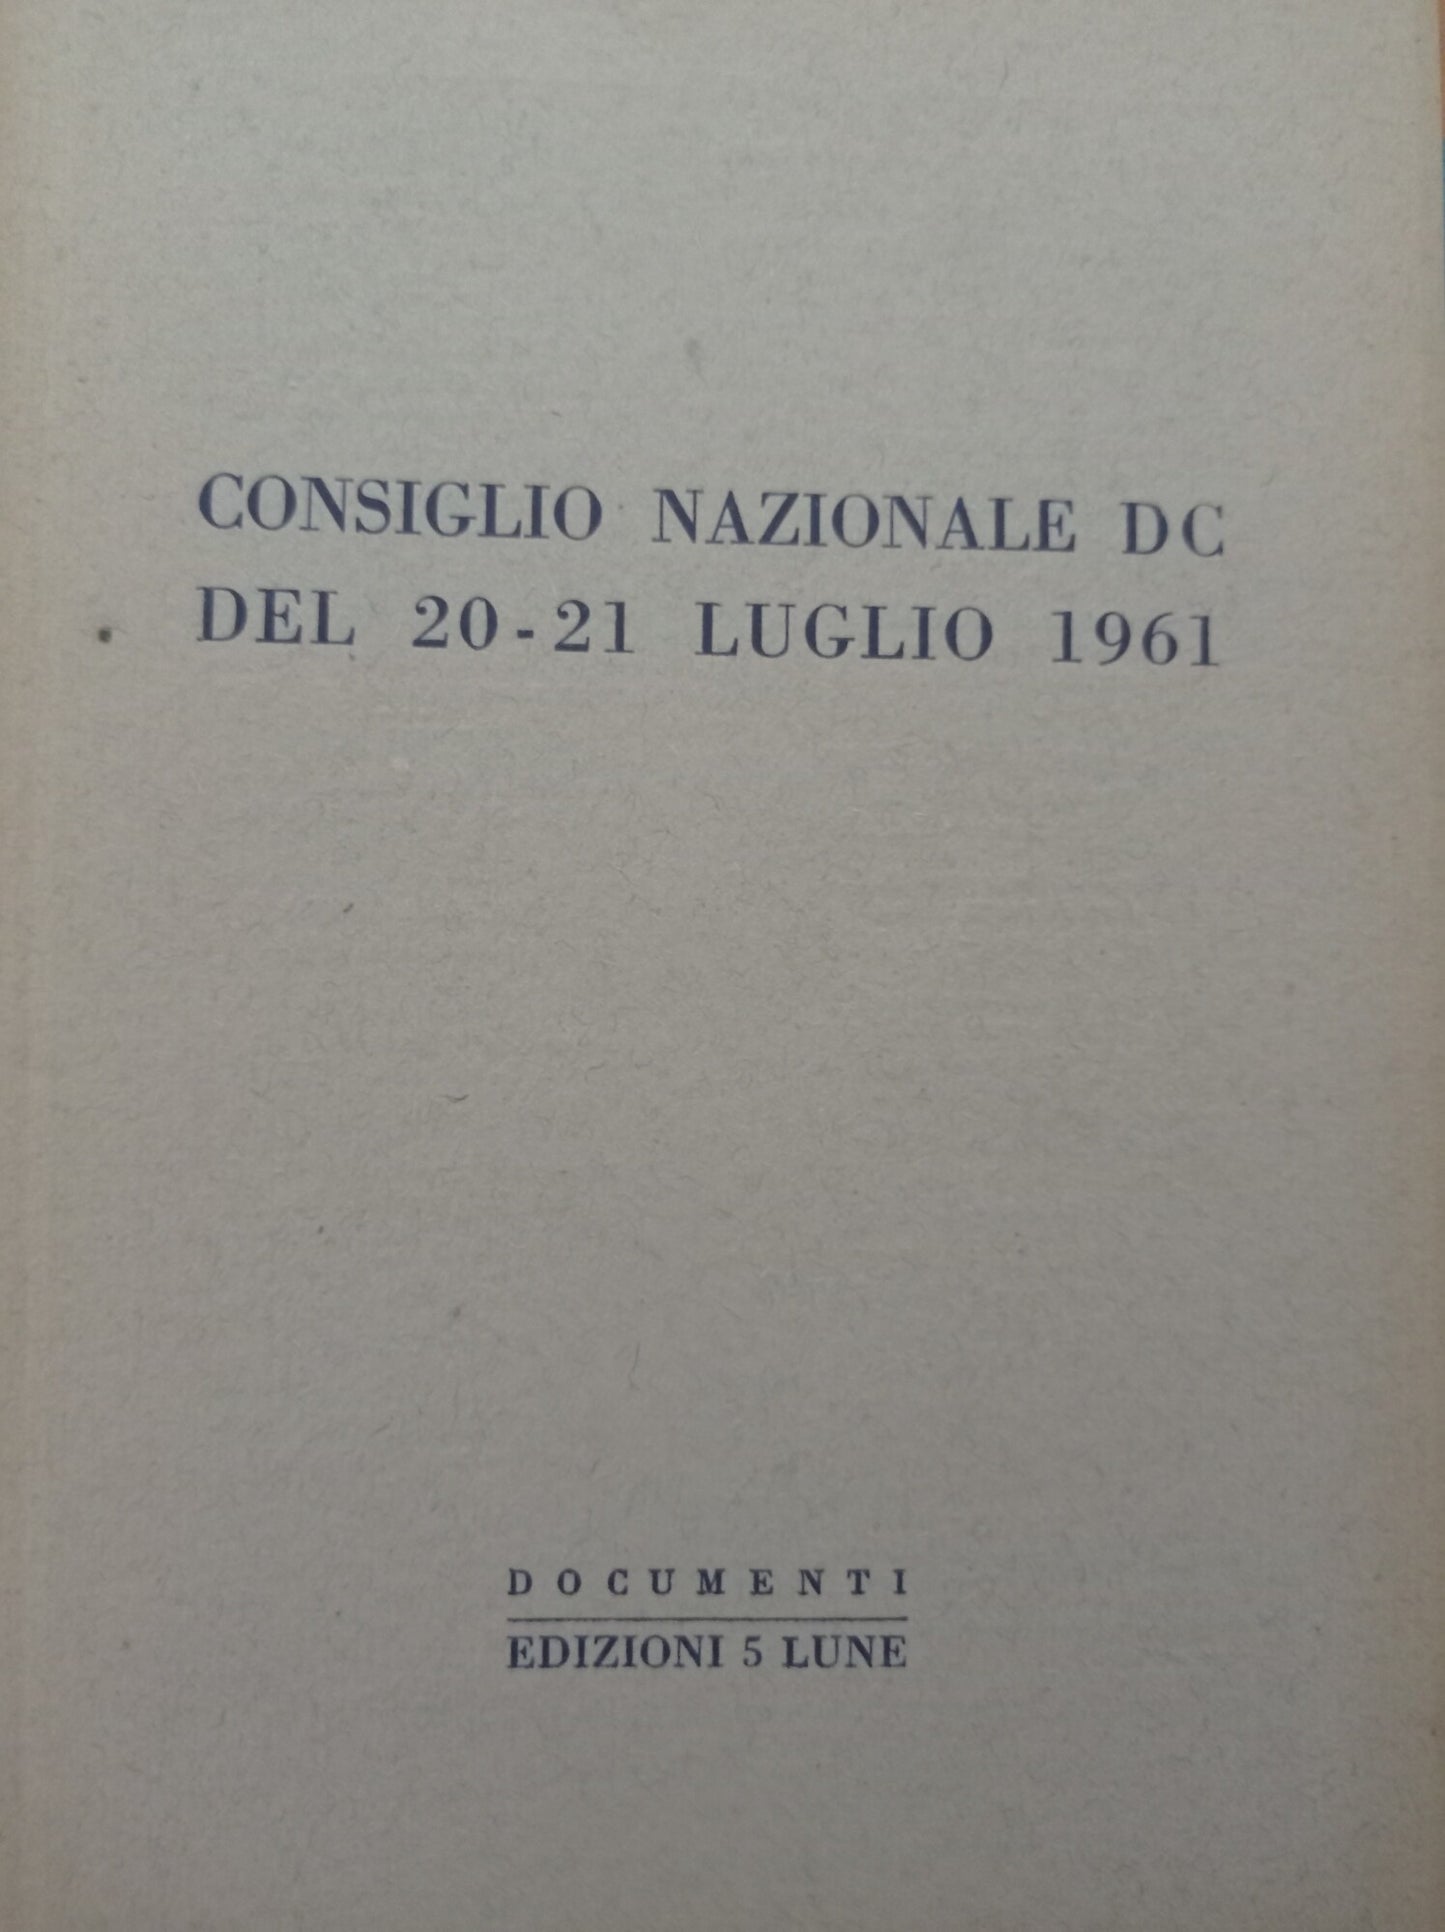 CONSIGLIO NAZIONALE DC
DEL 20-21 LUGLIO 1961
DOCUMENTI
EDIZIONI 5 LUNE